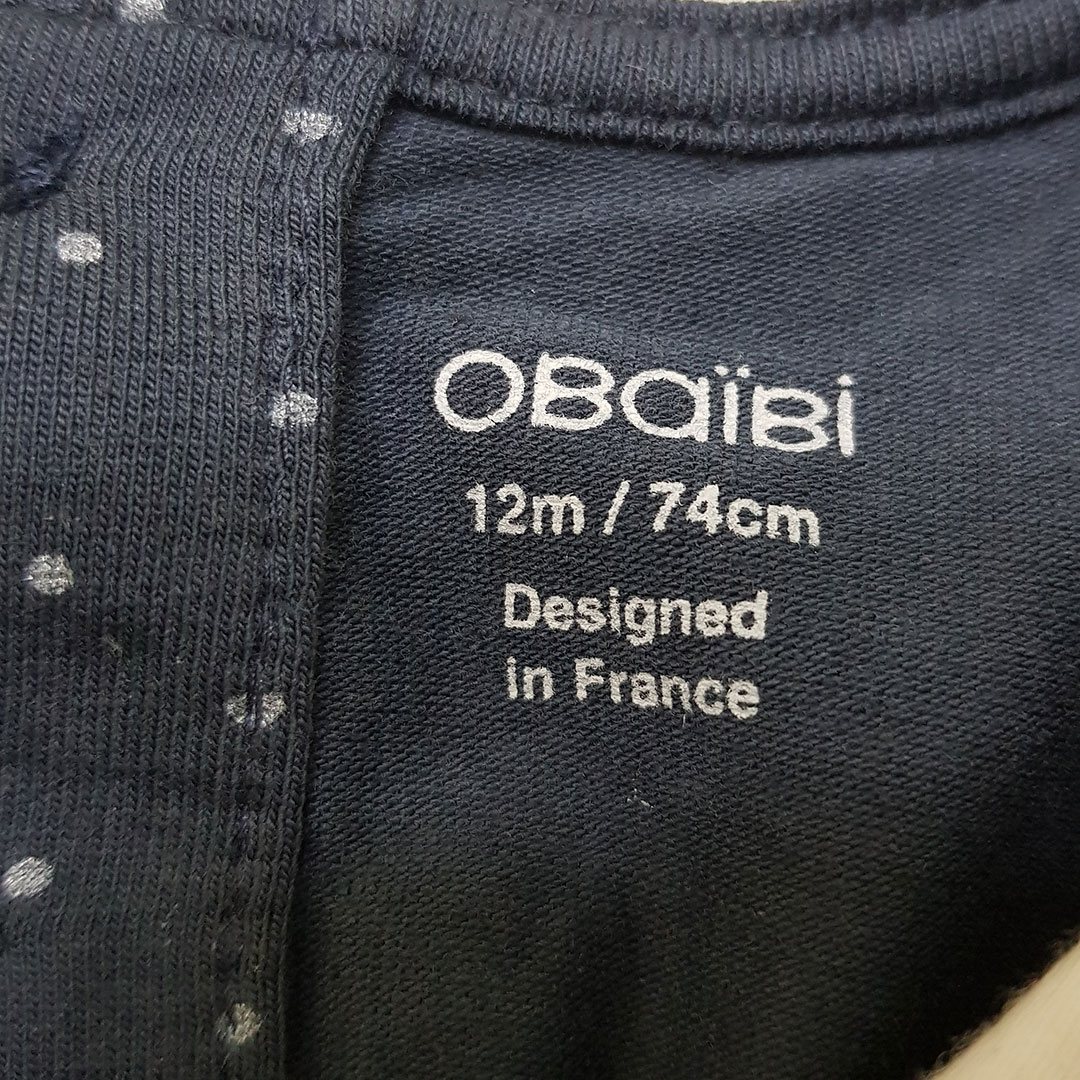 OBaïBi
12m / 74cm
Designed
in France